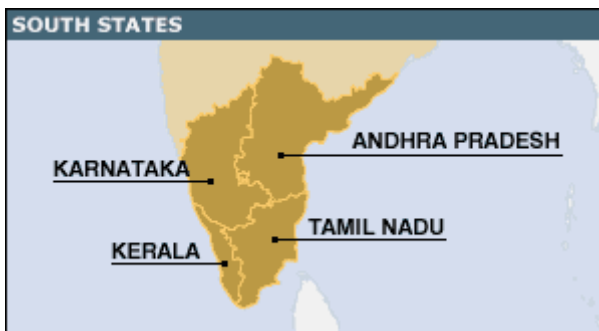 SOUTH STATES
ANDHRA PRADESH
KARNATAKA
TAMIL NADU
KERALA